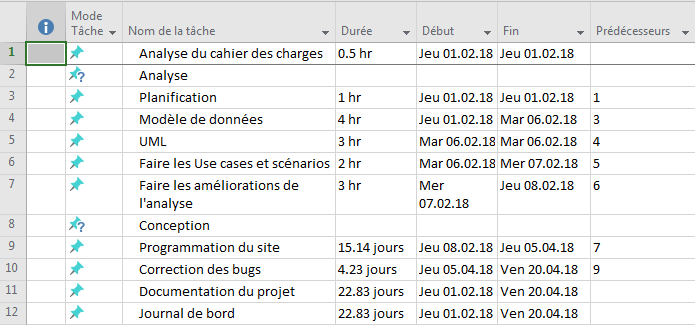 Mode Tâche Nom de la tâche Durée Début Fin Prédécesseurs
1 Analyse du cahier des charges 0.5 hr Jeu 01.02.18 Jeu 01.02.18
2 Analyse
3 Planification 1 hr Jeu 01.02.18 Jeu 01.02.18 1
4 Modèle de données 4 hr Jeu 01.02.18 Mar 06.02.18 3
5 UML 3 hr Mar 06.02.18 Mar 06.02.18 4
6 Faire les Use cases et scénarios 2 hr Mar 06.02.18 Mer 07.02.18 5
7 Faire les améliorations de l'analyse 3 hr Mer 07.02.18 Jeu 08.02.18 6
8 Conception
9 Programmation du site 15.14 jours Jeu 08.02.18 Jeu 05.04.18 7
10 Correction des bugs 4.23 jours Jeu 05.04.18 Ven 20.04.18 9
11 Documentation du projet 22.83 jours Jeu 01.02.18 Ven 20.04.18
12 Journal de bord 22.83 jours Jeu 01.02.18 Ven 20.04.18